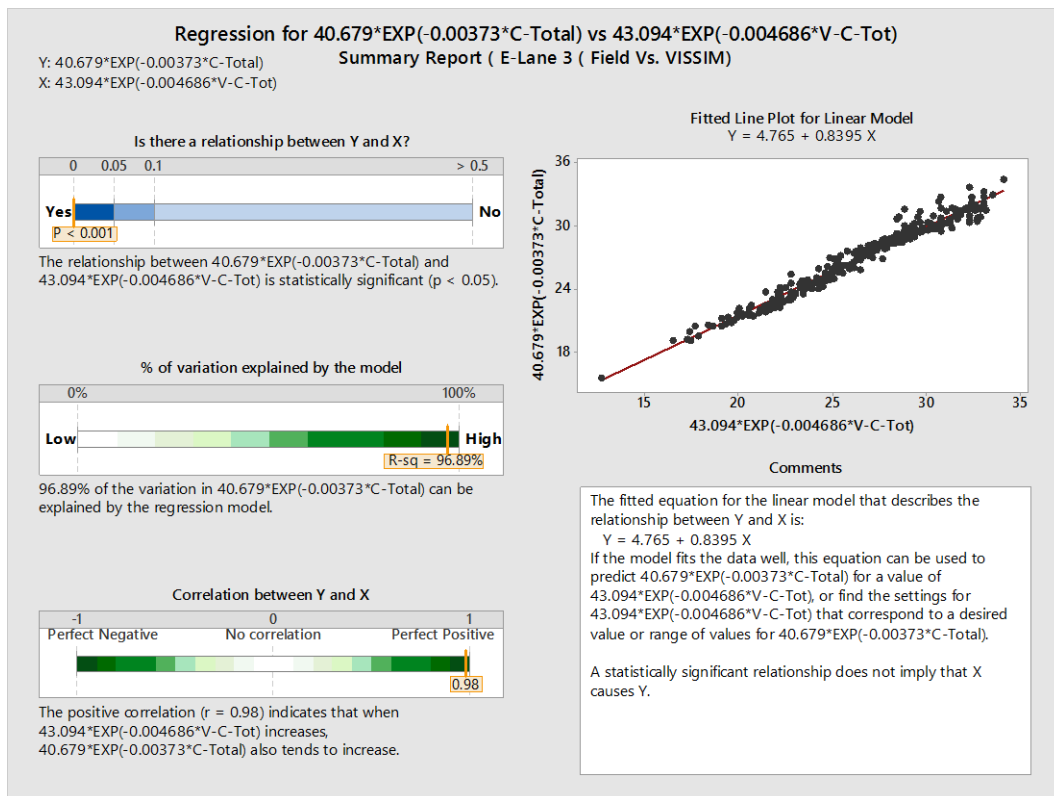 Regression for 40.679*EXP(-0.00373*C-Total) vs 43.094*EXP(-0.004686*V-C-Tot)
Summary Report ( E-Lane 3 ( Field Vs. VISSIM)
Y: 40.679*EXP(-0.00373*C-Total)
X: 43.094*EXP(-0.004686*V-C-Tot)
Is there a relationship between Y and X?
0 0.05 0.1 > 0.5
Yes No
P < 0.001
The relationship between 40.679*EXP(-0.00373*C-Total) and
43.094*EXP(-0.004686*V-C-Tot) is statistically significant (p < 0.05).
% of variation explained by the model
0% 100%
Low High
R-sq = 96.89%
96.89% of the variation in 40.679*EXP(-0.00373*C-Total) can be
explained by the regression model.
Correlation between Y and X
-1 0 1
Perfect Negative No correlation Perfect Positive
0.98
The positive correlation (r = 0.98) indicates that when
43.094*EXP(-0.004686*V-C-Tot) increases,
40.679*EXP(-0.00373*C-Total) also tends to increase.
Fitted Line Plot for Linear Model
Y = 4.765 + 0.8395 X
40.679*EXP(-0.00373*C-Total)
36
30
24
18
15 20 25 30 35
43.094*EXP(-0.004686*V-C-Tot)
Comments
The fitted equation for the linear model that describes the
relationship between Y and X is:
Y = 4.765 + 0.8395 X
If the model fits the data well, this equation can be used to
predict 40.679*EXP(-0.00373*C-Total) for a value of
43.094*EXP(-0.004686*V-C-Tot), or find the settings for
43.094*EXP(-0.004686*V-C-Tot) that correspond to a desired
value or range of values for 40.679*EXP(-0.00373*C-Total).
A statistically significant relationship does not imply that X
causes Y.